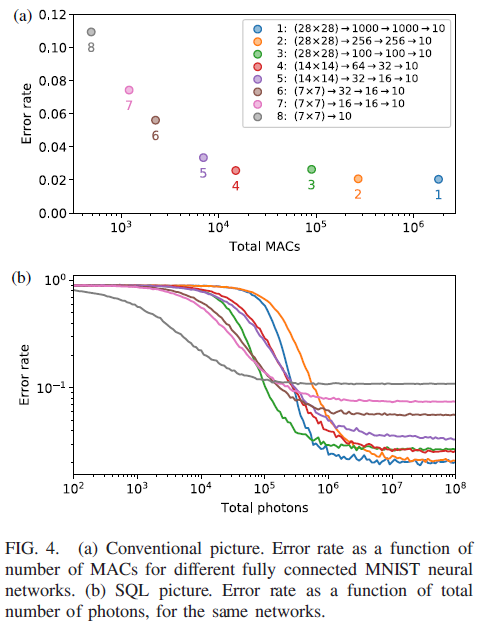 (a)
0.12
0.10
0.08
0.06
0.04
0.02
0.00
Error rate
8
7
6
5
4
3
2
1
1: (28×28)→1000→1000→10
2: (28×28)→256→256→10
3: (28×28)→100→100→10
4: (14×14)→64→32→10
5: (14×14)→32→16→10
6: (7×7)→32→16→10
7: (7×7)→16→16→10
8: (7×7)→10
10³ 10⁴ 10⁵ 10⁶
Total MACs
(b)
10⁰
10⁻¹
Error rate
10² 10³ 10⁴ 10⁵ 10⁶ 10⁷ 10⁸
Total photons
FIG. 4. (a) Conventional picture. Error rate as a function of
number of MACs for different fully connected MNIST neural
networks. (b) SQL picture. Error rate as a function of total
number of photons, for the same networks.